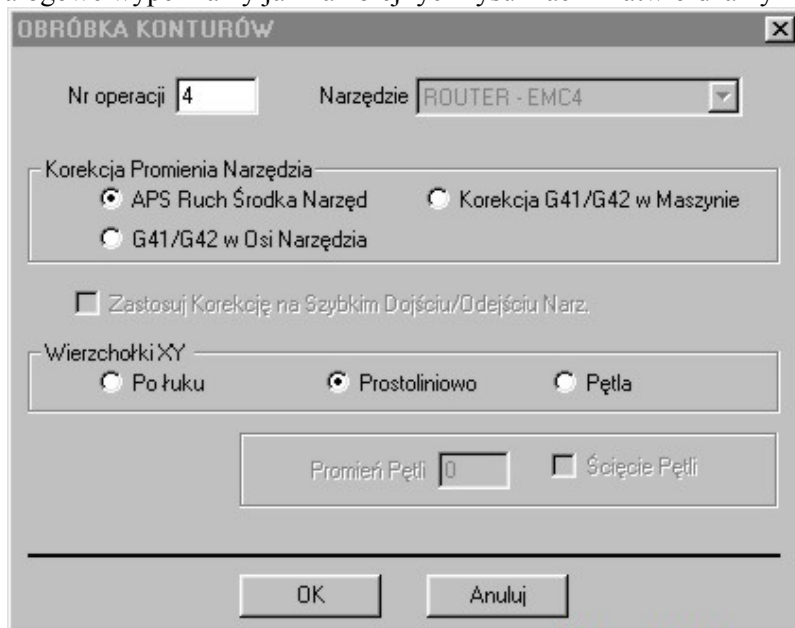 OBRÓBKA KONTURÓW
Nr operacji 4 Narzędzie ROUTER - EMC4
Korekcja Promienia Narzędzia
APS Ruch Środka Narzęd Korekcja G41/G42 w Maszynie
G41/G42 w Osi Narzędzia
Zastosuj Korekcję na Szybkim Dojściu/Odejściu Narz.
Wierzchołki XY
Po łuku Prostoliniowo Pętla
Promień Pętli 0 Ścięcie Pętli
OK Anuluj